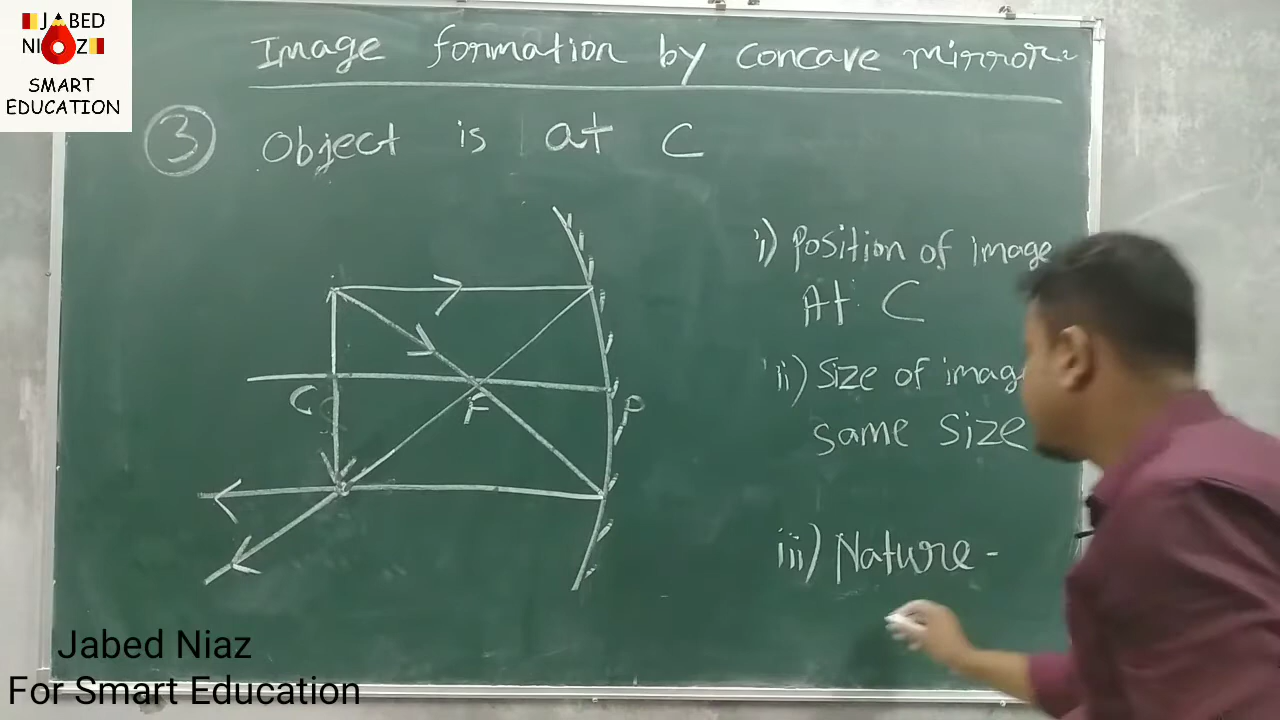 JABED
NIAZ
SMART
EDUCATION
Image formation by concave mirror
3 Object is at C
i) Position of image
At C
ii) Size of imag
same size
C F P
iii) Nature -
Jabed Niaz
For Smart Education